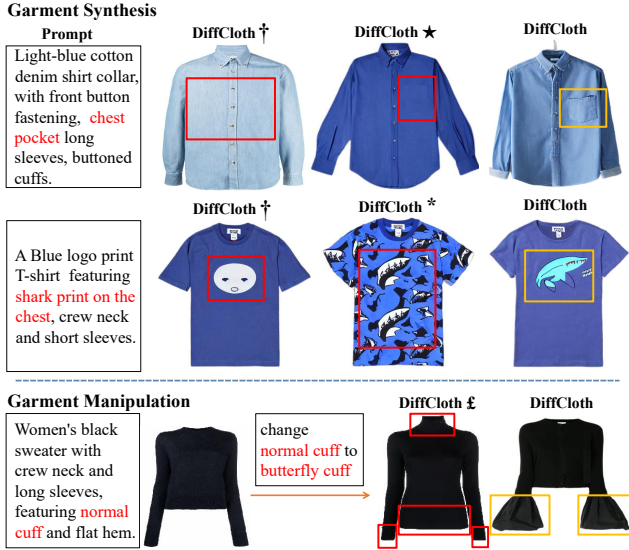 Garment Synthesis
Prompt
DiffCloth †
DiffCloth ★
DiffCloth
Light-blue cotton
denim shirt collar,
with front button
fastening, chest
pocket long
sleeves, buttoned
cuffs.
DiffCloth †
DiffCloth *
DiffCloth
A Blue logo print
T-shirt featuring
shark print on the
chest, crew neck
and short sleeves.
Garment Manipulation
DiffCloth £
DiffCloth
Women's black
sweater with
crew neck and
long sleeves,
featuring normal
cuff and flat hem.
change
normal cuff to
butterfly cuff